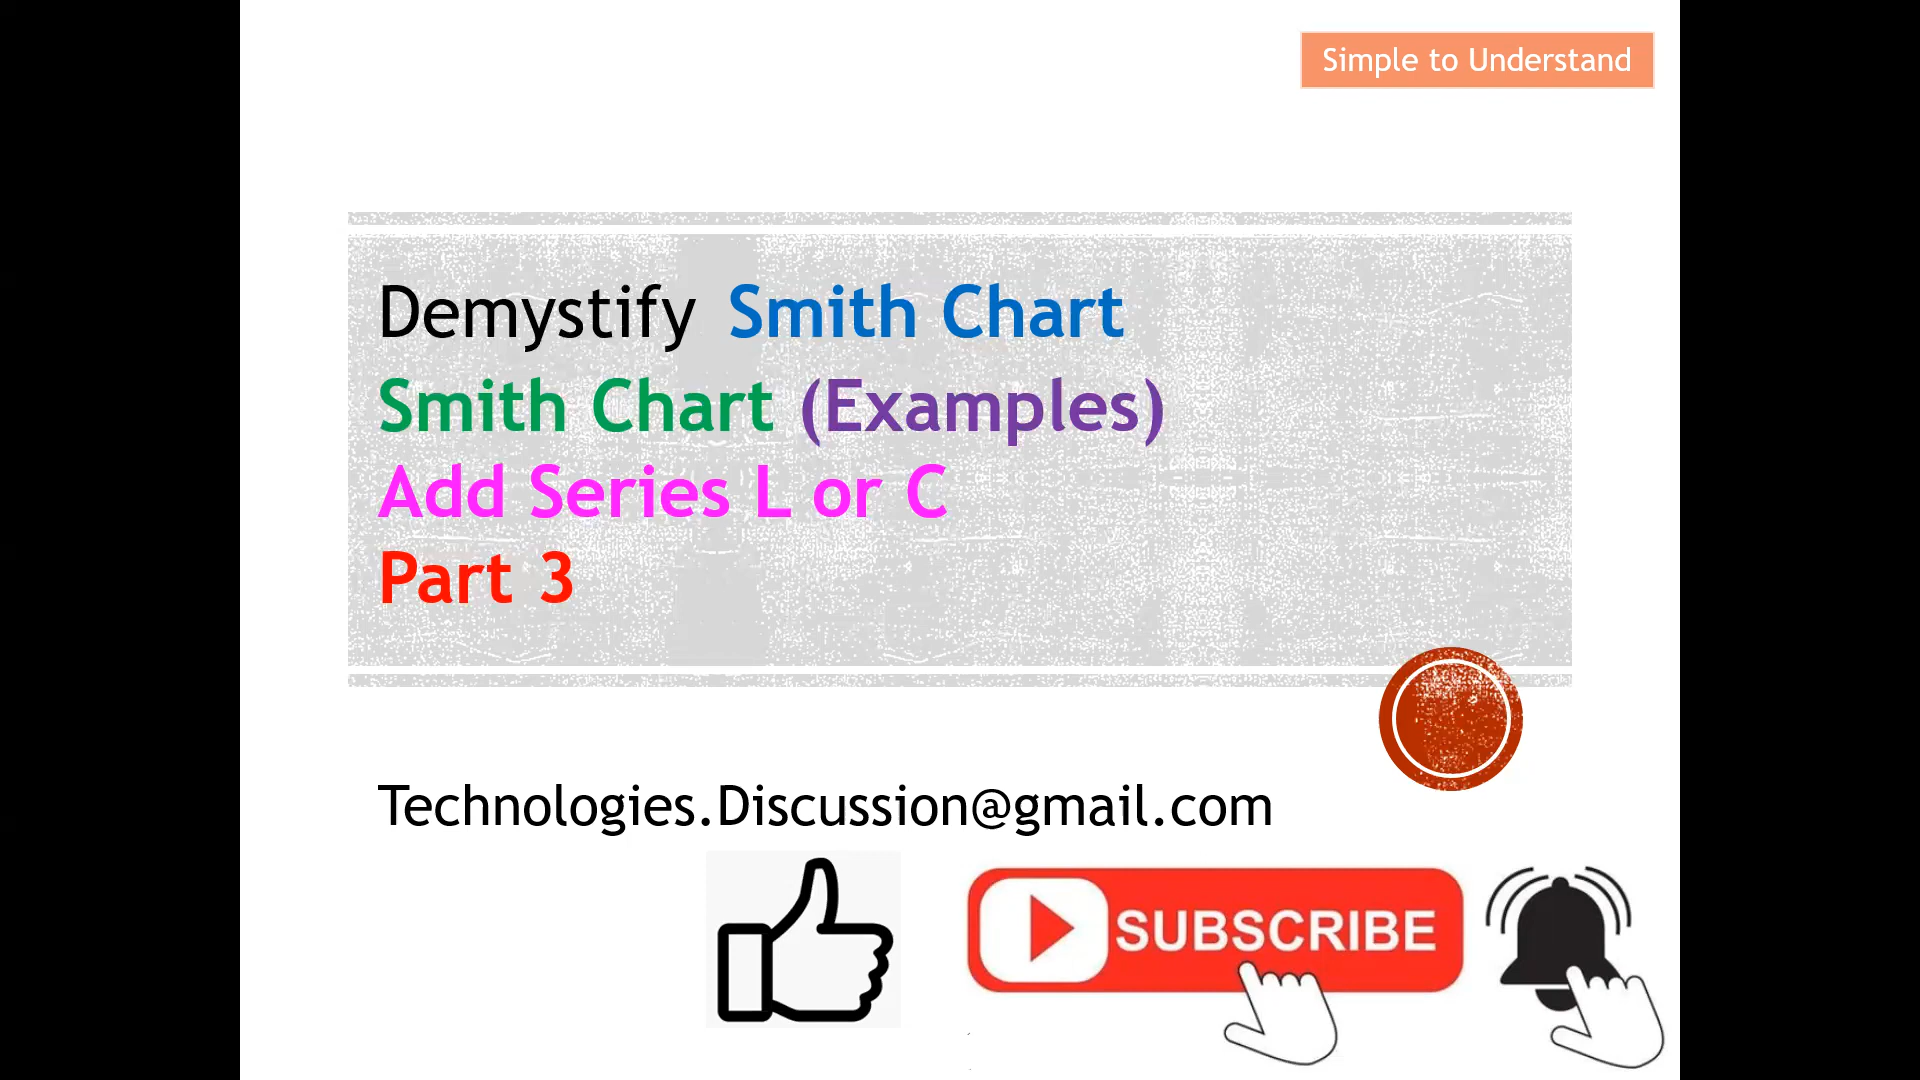 Simple to Understand
Demystify Smith Chart
Smith Chart (Examples)
Add Series L or C
Part 3
Technologies.Discussion@gmail.com
SUBSCRIBE